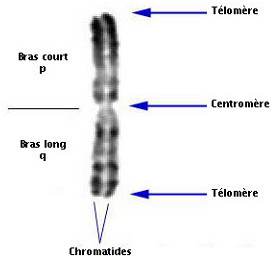 Télomère
Bras court
p
Centromère
Bras long
q
Télomère
Chromatides